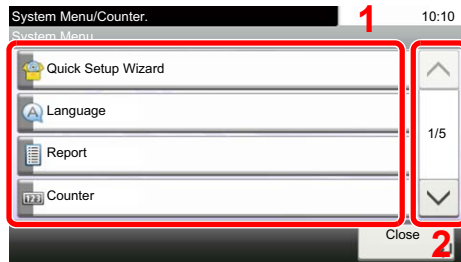 System Menu/Counter.
1
10:10
System Menu
Quick Setup Wizard
Language
1/5
Report
Counter
Close
2